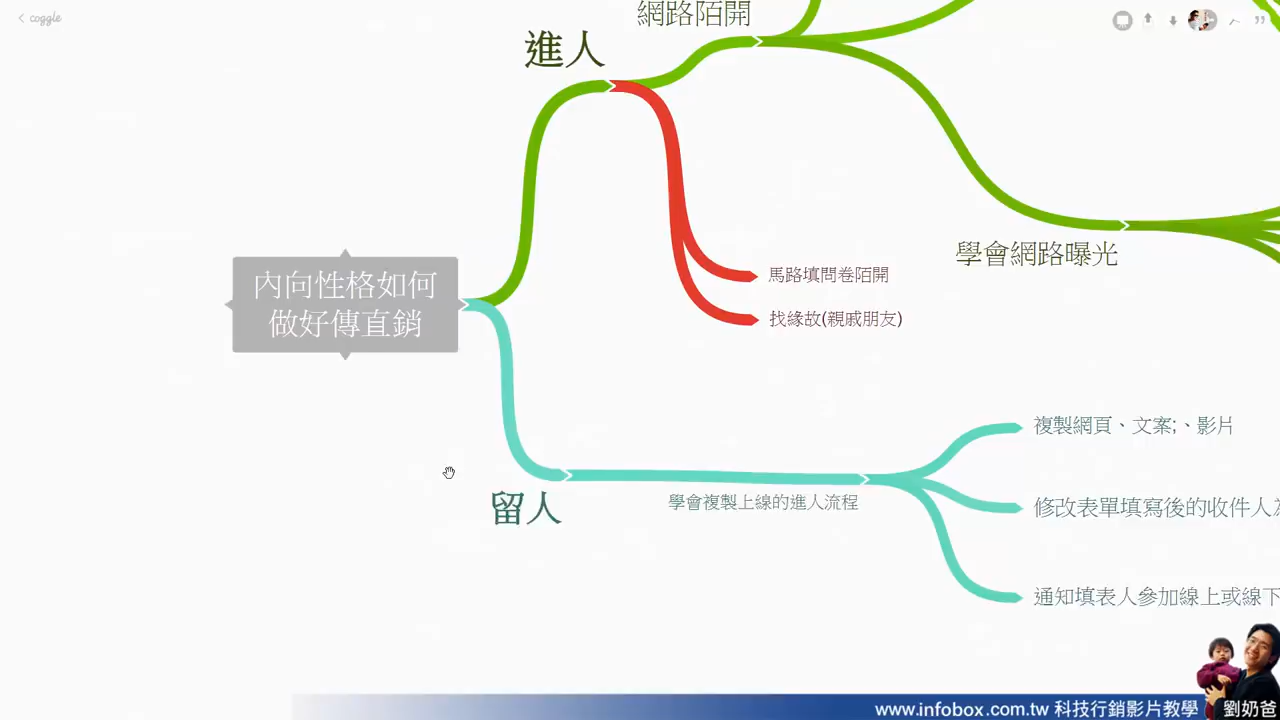 coggle
網路陌開
進人
學會網路曝光
內向性格如何
做好傳直銷
馬路填問卷陌開
找緣故(親戚朋友)
複製網頁、文案;、影片
留人
學會複製上線的進人流程
修改表單填寫後的收件人為
通知填表人參加線上或線下
www.infobox.com.tw 科技行銷影片教學
劉奶爸